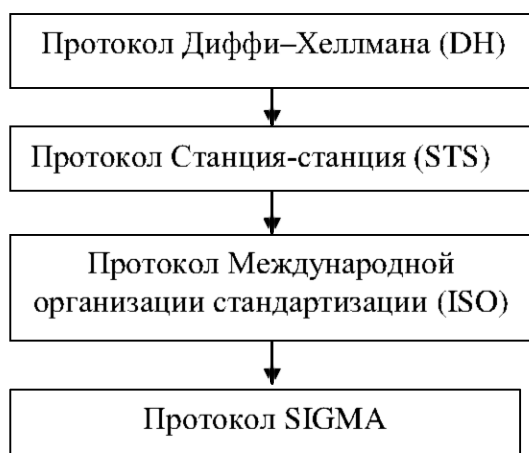 Протокол Диффи–Хеллмана (DH)
Протокол Станция-станция (STS)
Протокол Международной
организации стандартизации (ISO)
Протокол SIGMA